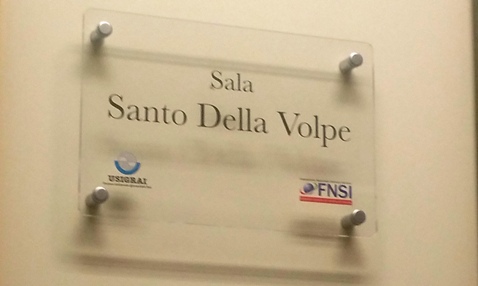 Sala
Santo Della Volpe
USIGRAI
FNSI